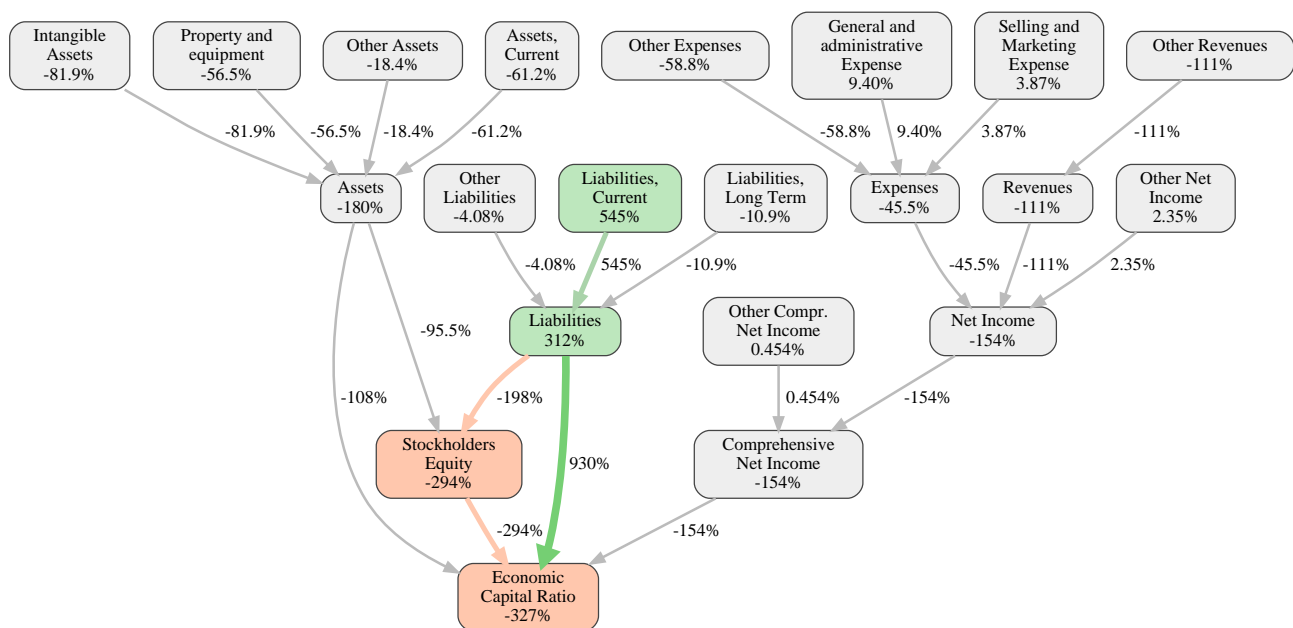 Intangible
Assets
-81.9%
Property and
equipment
-56.5%
Other Assets
-18.4%
Assets,
Current
-61.2%
Other Expenses
-58.8%
General and
administrative
Expense
9.40%
Selling and
Marketing
Expense
3.87%
Other Revenues
-111%
-81.9%
-56.5%
-18.4%
-61.2%
-58.8%
9.40%
3.87%
-111%
Assets
-180%
Other
Liabilities
-4.08%
Liabilities,
Current
545%
Liabilities,
Long Term
-10.9%
Expenses
-45.5%
Revenues
-111%
Other Net
Income
2.35%
-4.08%
545%
-10.9%
-45.5%
-111%
2.35%
Liabilities
312%
Other Compr.
Net Income
0.454%
Net Income
-154%
-95.5%
-108%
-198%
0.454%
-154%
Stockholders
Equity
-294%
930%
Comprehensive
Net Income
-154%
-294%
-154%
Economic
Capital Ratio
-327%